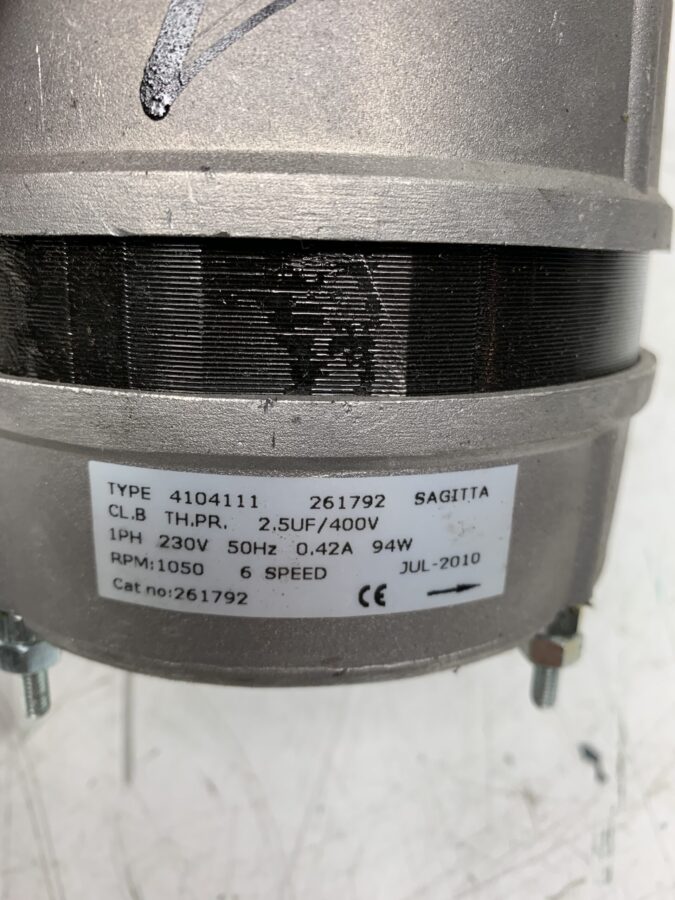 TYPE 4104111 261792 SAGITTA
CL.B TH.PR. 2.5UF/400V
1PH 230V 50Hz 0.42A 94W
RPM:1050 6 SPEED JUL-2010
Cat no:261792 CE